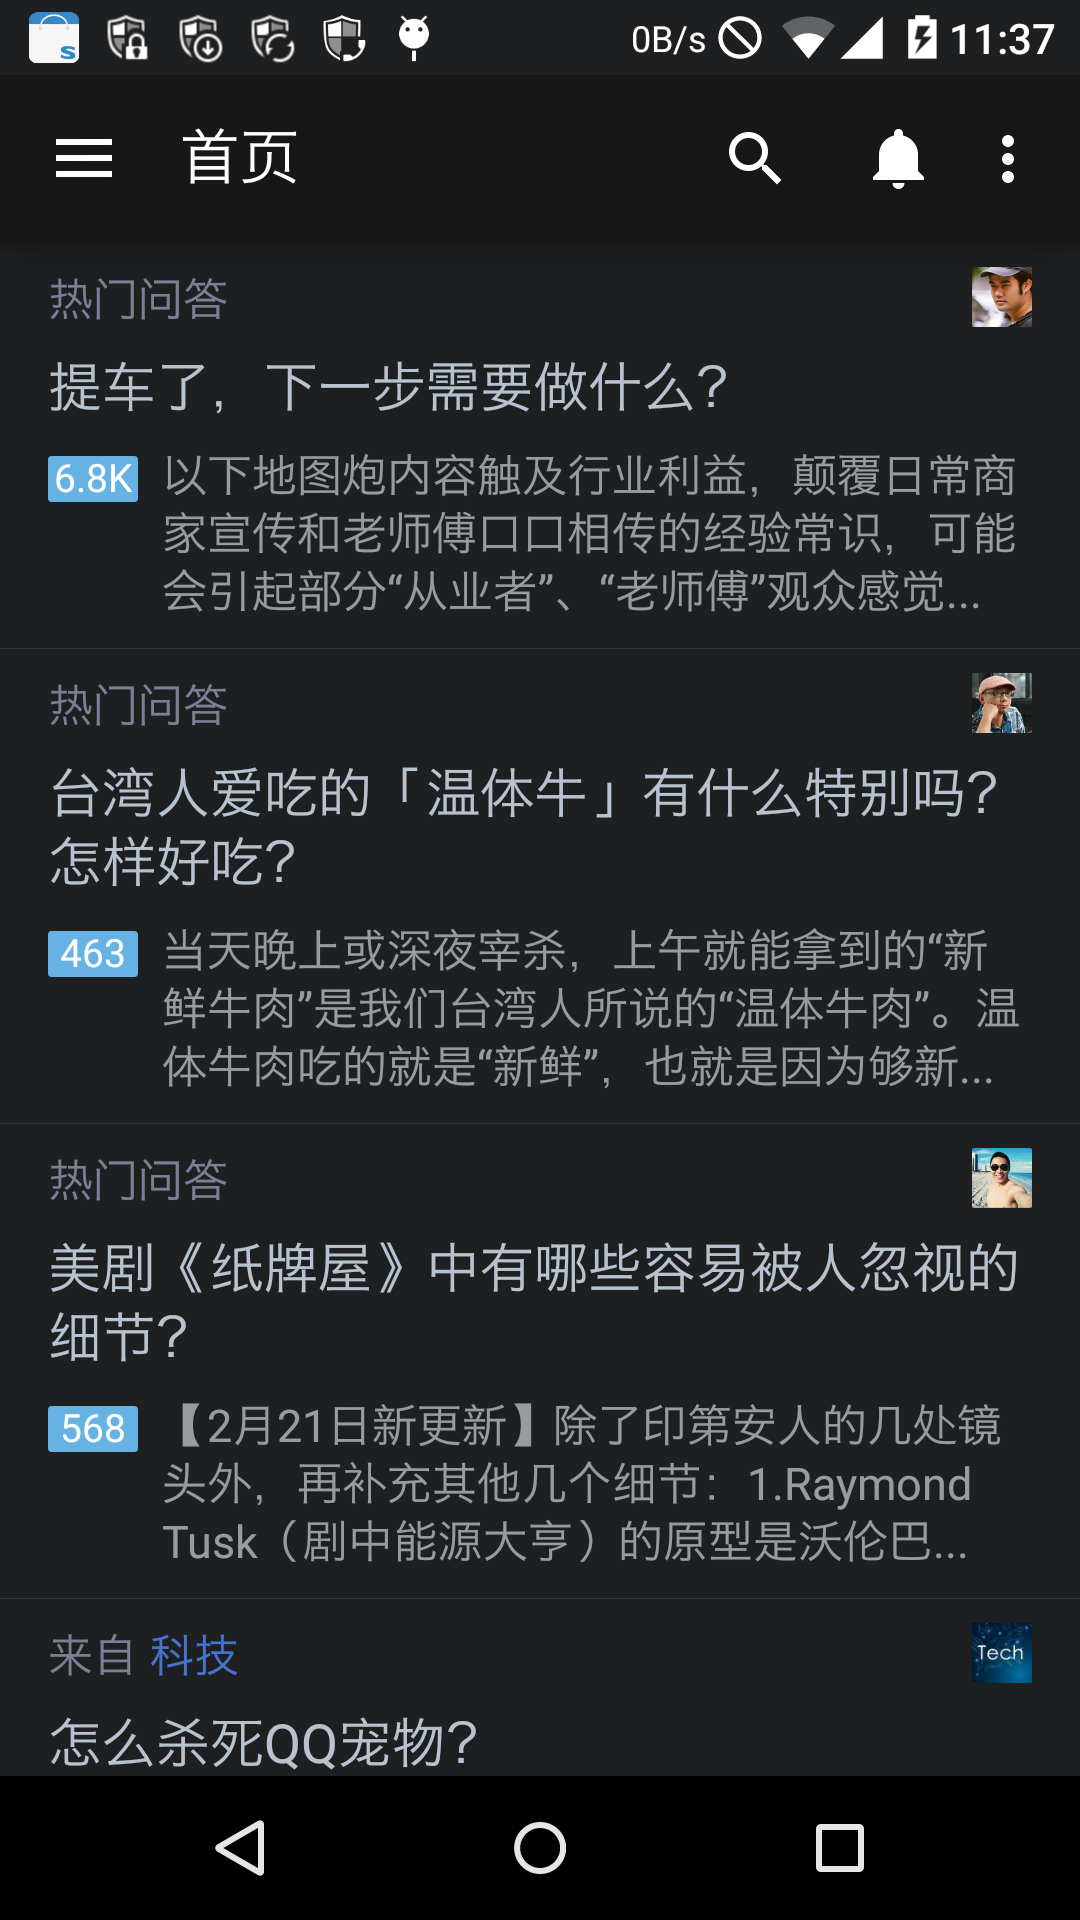 S
0B/s
11:37
首页
热门问答
提车了，下一步需要做什么？
6.8K
以下地图炮内容触及行业利益，颠覆日常商
家宣传和老师傅口口相传的经验常识，可能
会引起部分“从业者”、“老师傅”观众感觉...
热门问答
台湾人爱吃的「温体牛」有什么特别吗？
怎样好吃？
463
当天晚上或深夜宰杀，上午就能拿到的“新
鲜牛肉”是我们台湾人所说的“温体牛肉”。温
体牛肉吃的就是“新鲜”，也就是因为够新...
热门问答
美剧《纸牌屋》中有哪些容易被人忽视的
细节？
568
【2月21日新更新】除了印第安人的几处镜
头外，再补充其他几个细节：1.Raymond
Tusk（剧中能源大亨）的原型是沃伦巴...
来自 科技
Tech
怎么杀死QQ宠物？